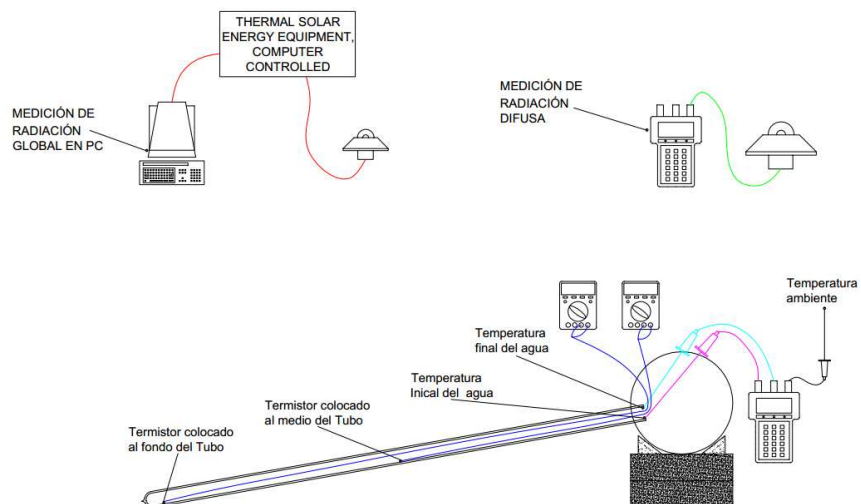 THERMAL SOLAR
ENERGY EQUIPMENT,
COMPUTER
CONTROLLED
MEDICIÓN DE
RADIACIÓN
GLOBAL EN PC
MEDICIÓN DE
RADIACIÓN
DIFUSA
Temperatura
ambiente
Temperatura
final del agua
Temperatura
Inical del agua
Termistor colocado
al medio del Tubo
Termistor colocado
al fondo del Tubo